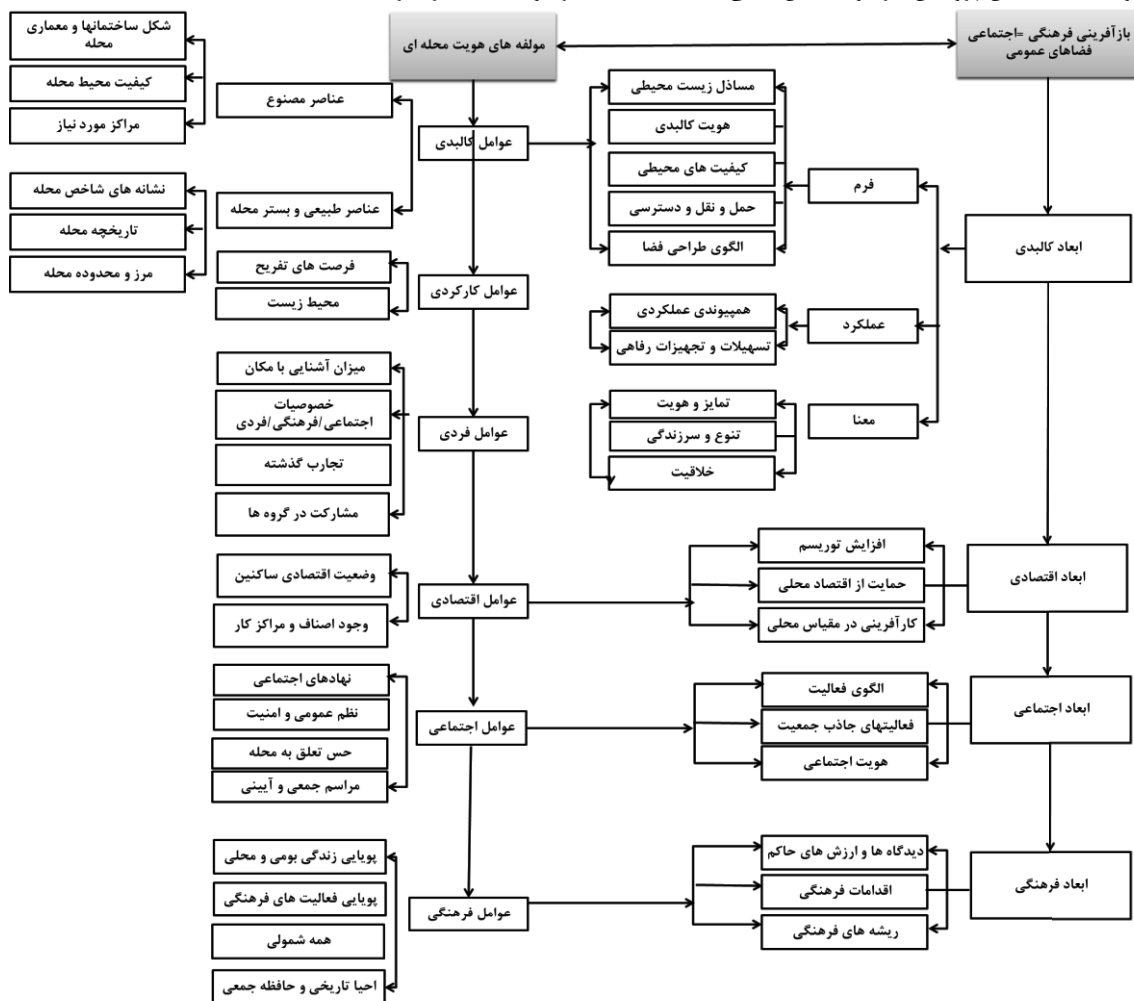 بازآفرینی فرهنگی =اجتماعی
فضاهای عمومی
مولفه های هویت محله ای
ابعاد کالبدی
فرم
مساذل زیست محیطی
هویت کالبدی
کیفیت های محیطی
حمل و نقل و دسترسی
الگوی طراحی فضا
عملکرد
همپیوندی عملکردی
تسهیلات و تجهیزات رفاهی
معنا
تمایز و هویت
تنوع و سرزندگی
خلاقیت
ابعاد اقتصادی
افزایش توریسم
حمایت از اقتصاد محلی
کارآفرینی در مقیاس محلی
ابعاد اجتماعی
الگوی فعالیت
فعالیتهای جاذب جمعیت
هویت اجتماعی
ابعاد فرهنگی
دیدگاه ها و ارزش های حاکم
اقدامات فرهنگی
ریشه های فرهنگی
عوامل کالبدی
عناصر مصنوع
شکل ساختمانها و معماری
محله
کیفیت محیط محله
مراکز مورد نیاز
عناصر طبیعی و بستر محله
نشانه های شاخص محله
تاریخچه محله
مرز و محدوده محله
عوامل کارکردی
فرصت های تفریح
محیط زیست
عوامل فردی
میزان آشنایی با مکان
خصوصیات
اجتماعی/فرهنگی/فردی
تجارب گذشته
مشارکت در گروه ها
عوامل اقتصادی
وضعیت اقتصادی ساکنین
وجود اصناف و مراکز کار
عوامل اجتماعی
نهادهای اجتماعی
نظم عمومی و امنیت
حس تعلق به محله
مراسم جمعی و آیینی
عوامل فرهنگی
پویایی زندگی بومی و محلی
پویایی فعالیت های فرهنگی
همه شمولی
احیا تاریخی و حافظه جمعی